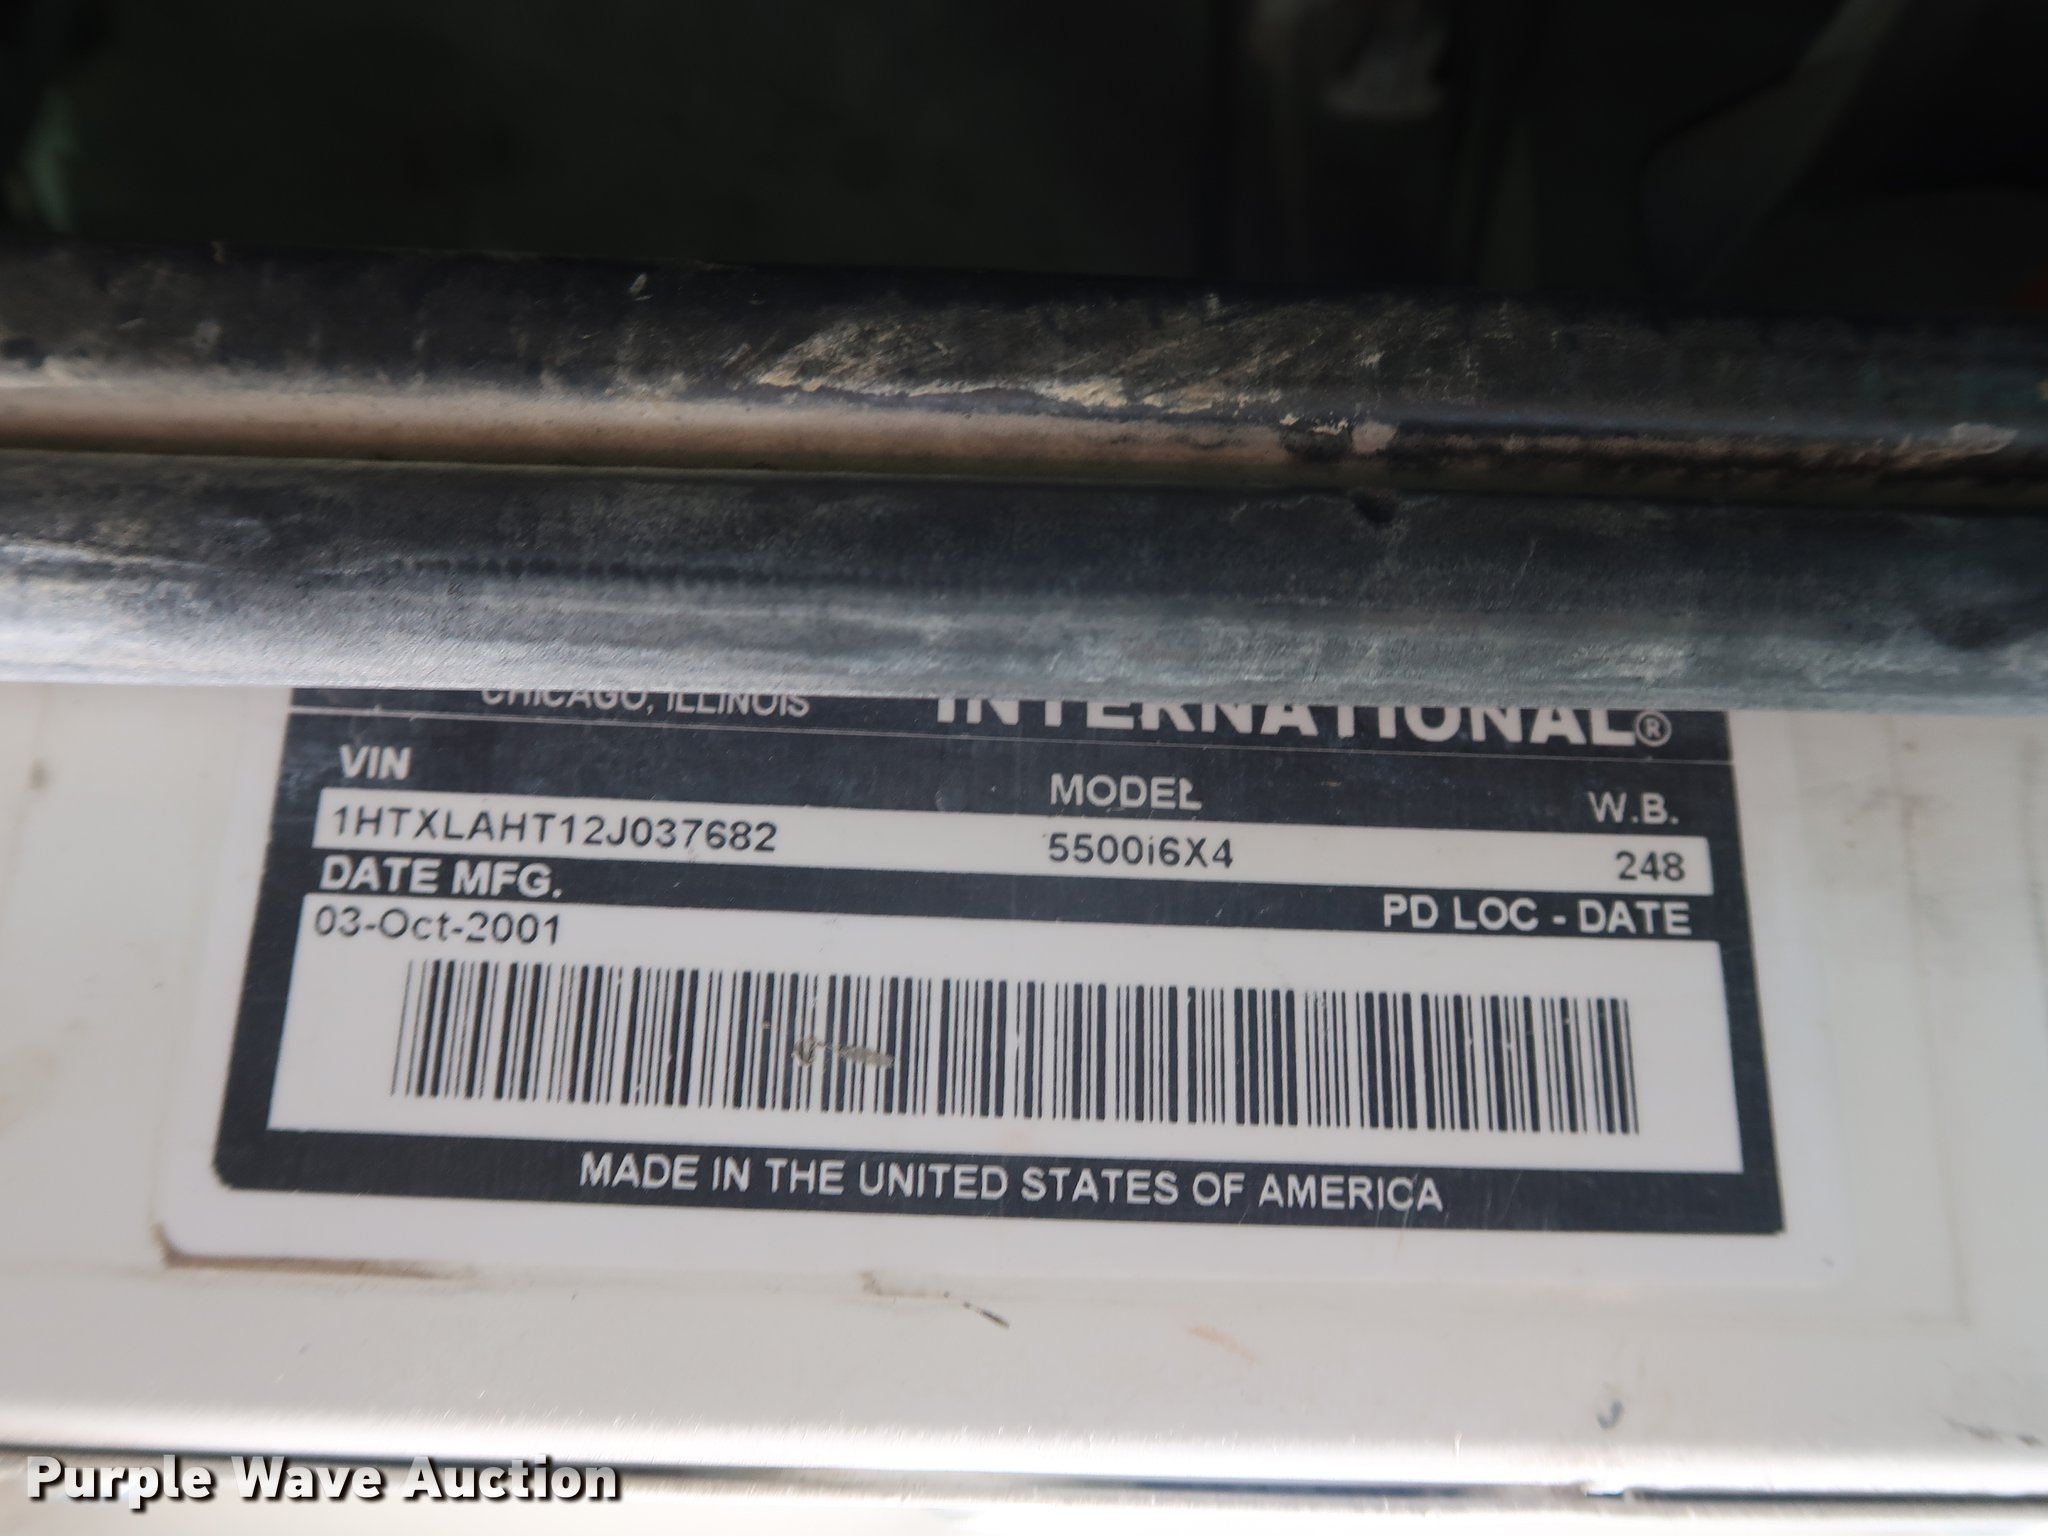 CHICAGO, ILLINOIS INTERNATIONAL®
VIN MODEL W.B.
1HTXLAHT12J037682 5500i6X4 248
DATE MFG. PD LOC - DATE
03-Oct-2001
MADE IN THE UNITED STATES OF AMERICA
Purple Wave Auction